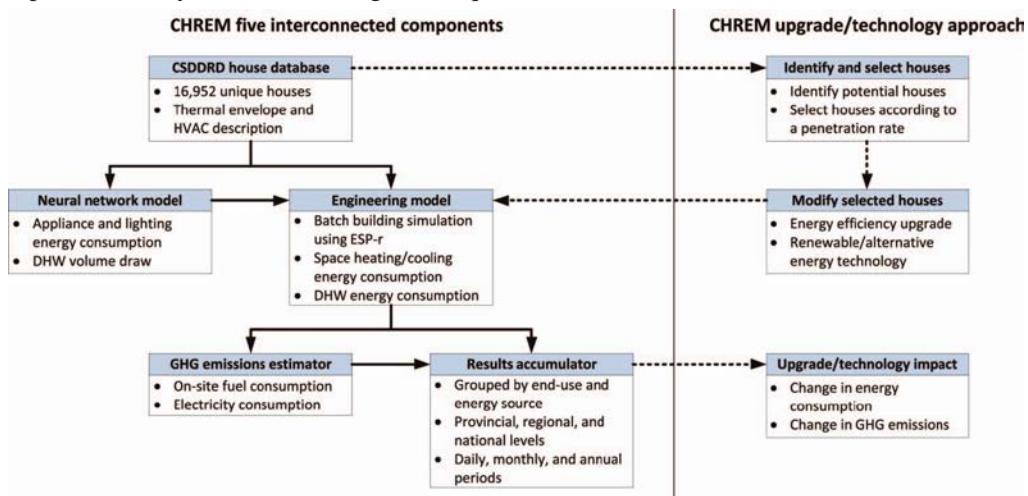 CHREM five interconnected components
CHREM upgrade/technology approach
CSDDRD house database
• 16,952 unique houses
• Thermal envelope and
HVAC description
Identify and select houses
• Identify potential houses
• Select houses according to
a penetration rate
Neural network model
• Appliance and lighting
energy consumption
• DHW volume draw
Engineering model
• Batch building simulation
using ESP-r
• Space heating/cooling
energy consumption
• DHW energy consumption
Modify selected houses
• Energy efficiency upgrade
• Renewable/alternative
energy technology
GHG emissions estimator
• On-site fuel consumption
• Electricity consumption
Results accumulator
• Grouped by end-use and
energy source
• Provincial, regional, and
national levels
• Daily, monthly, and annual
periods
Upgrade/technology impact
• Change in energy
consumption
• Change in GHG emissions